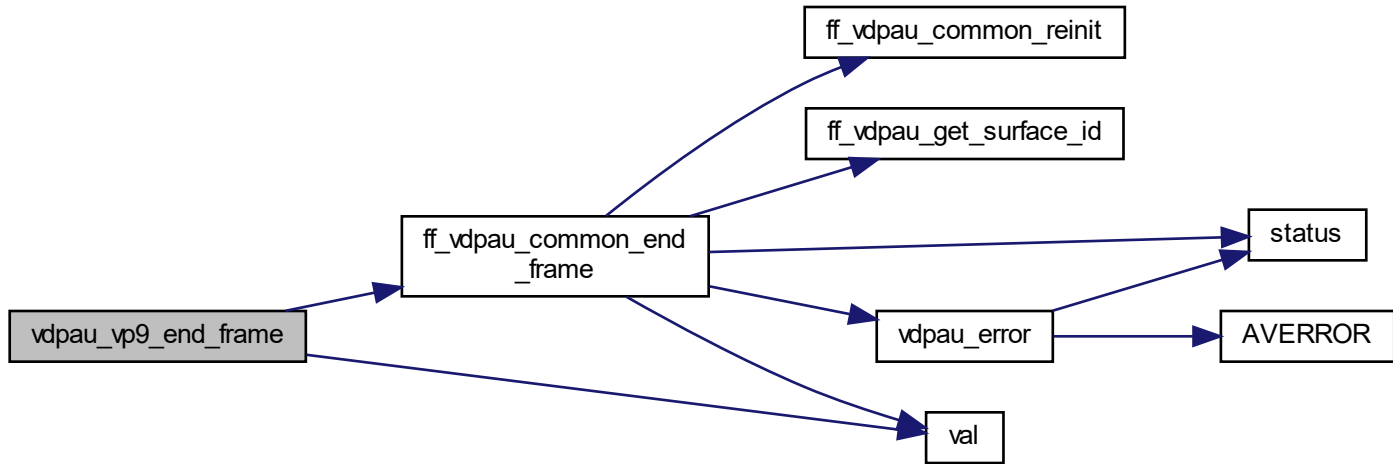 ff_vdpau_common_reinit
ff_vdpau_get_surface_id
ff_vdpau_common_end
_frame
status
vdpau_vp9_end_frame
vdpau_error
AVERROR
val